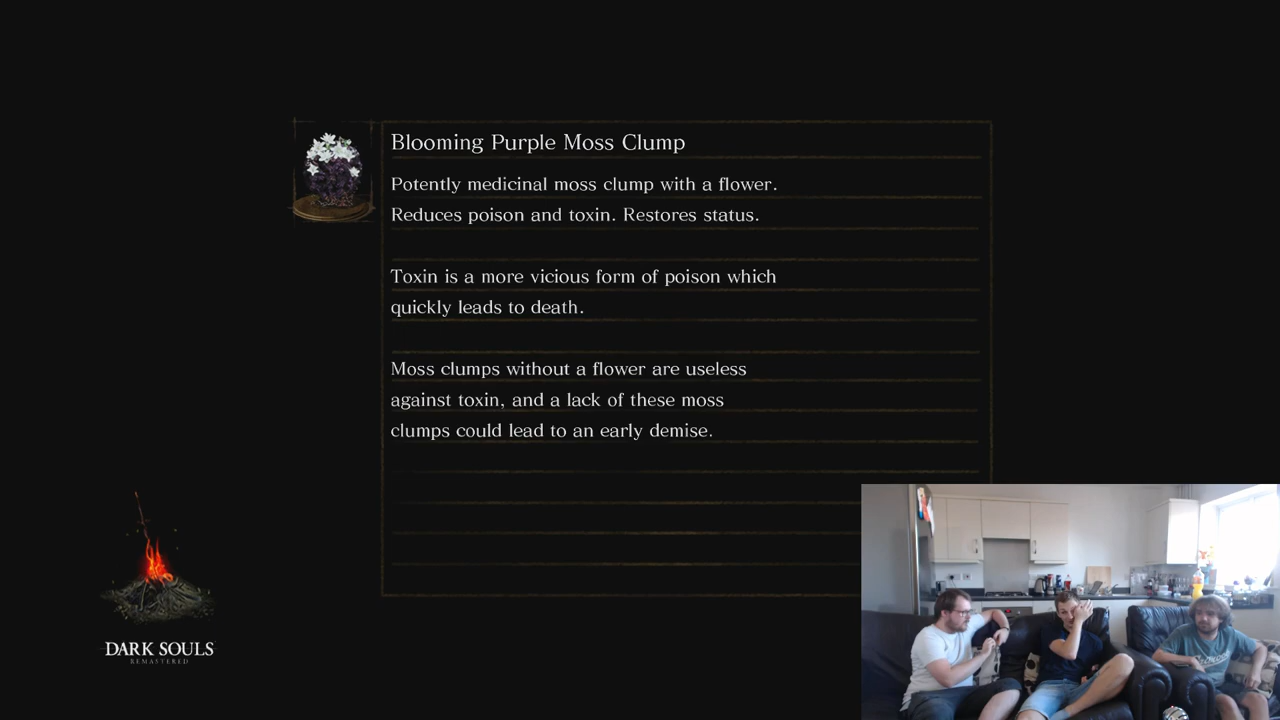 Blooming Purple Moss Clump
Potently medicinal moss clump with a flower.
Reduces poison and toxin. Restores status.
Toxin is a more vicious form of poison which
quickly leads to death.
Moss clumps without a flower are useless
against toxin, and a lack of these moss
clumps could lead to an early demise.
DARK SOULS
REMASTERED